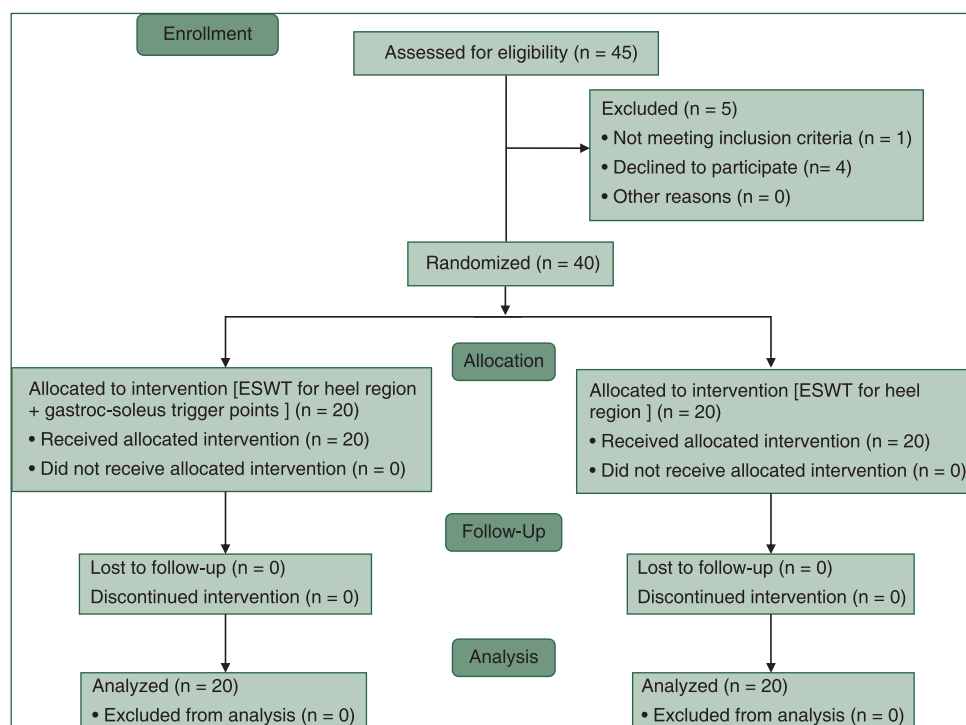 Enrollment
Assessed for eligibility (n = 45)
Excluded (n = 5)
• Not meeting inclusion criteria (n = 1)
• Declined to participate (n= 4)
• Other reasons (n = 0)
Randomized (n = 40)
Allocation
Allocated to intervention [ESWT for heel region
+ gastroc-soleus trigger points ] (n = 20)
• Received allocated intervention (n = 20)
• Did not receive allocated intervention (n = 0)
Allocated to intervention [ESWT for heel
region ] (n = 20)
• Received allocated intervention (n = 20)
• Did not receive allocated intervention (n = 0)
Follow-Up
Lost to follow-up (n = 0)
Discontinued intervention (n = 0)
Lost to follow-up (n = 0)
Discontinued intervention (n = 0)
Analysis
Analyzed (n = 20)
• Excluded from analysis (n = 0)
Analyzed (n = 20)
• Excluded from analysis (n = 0)